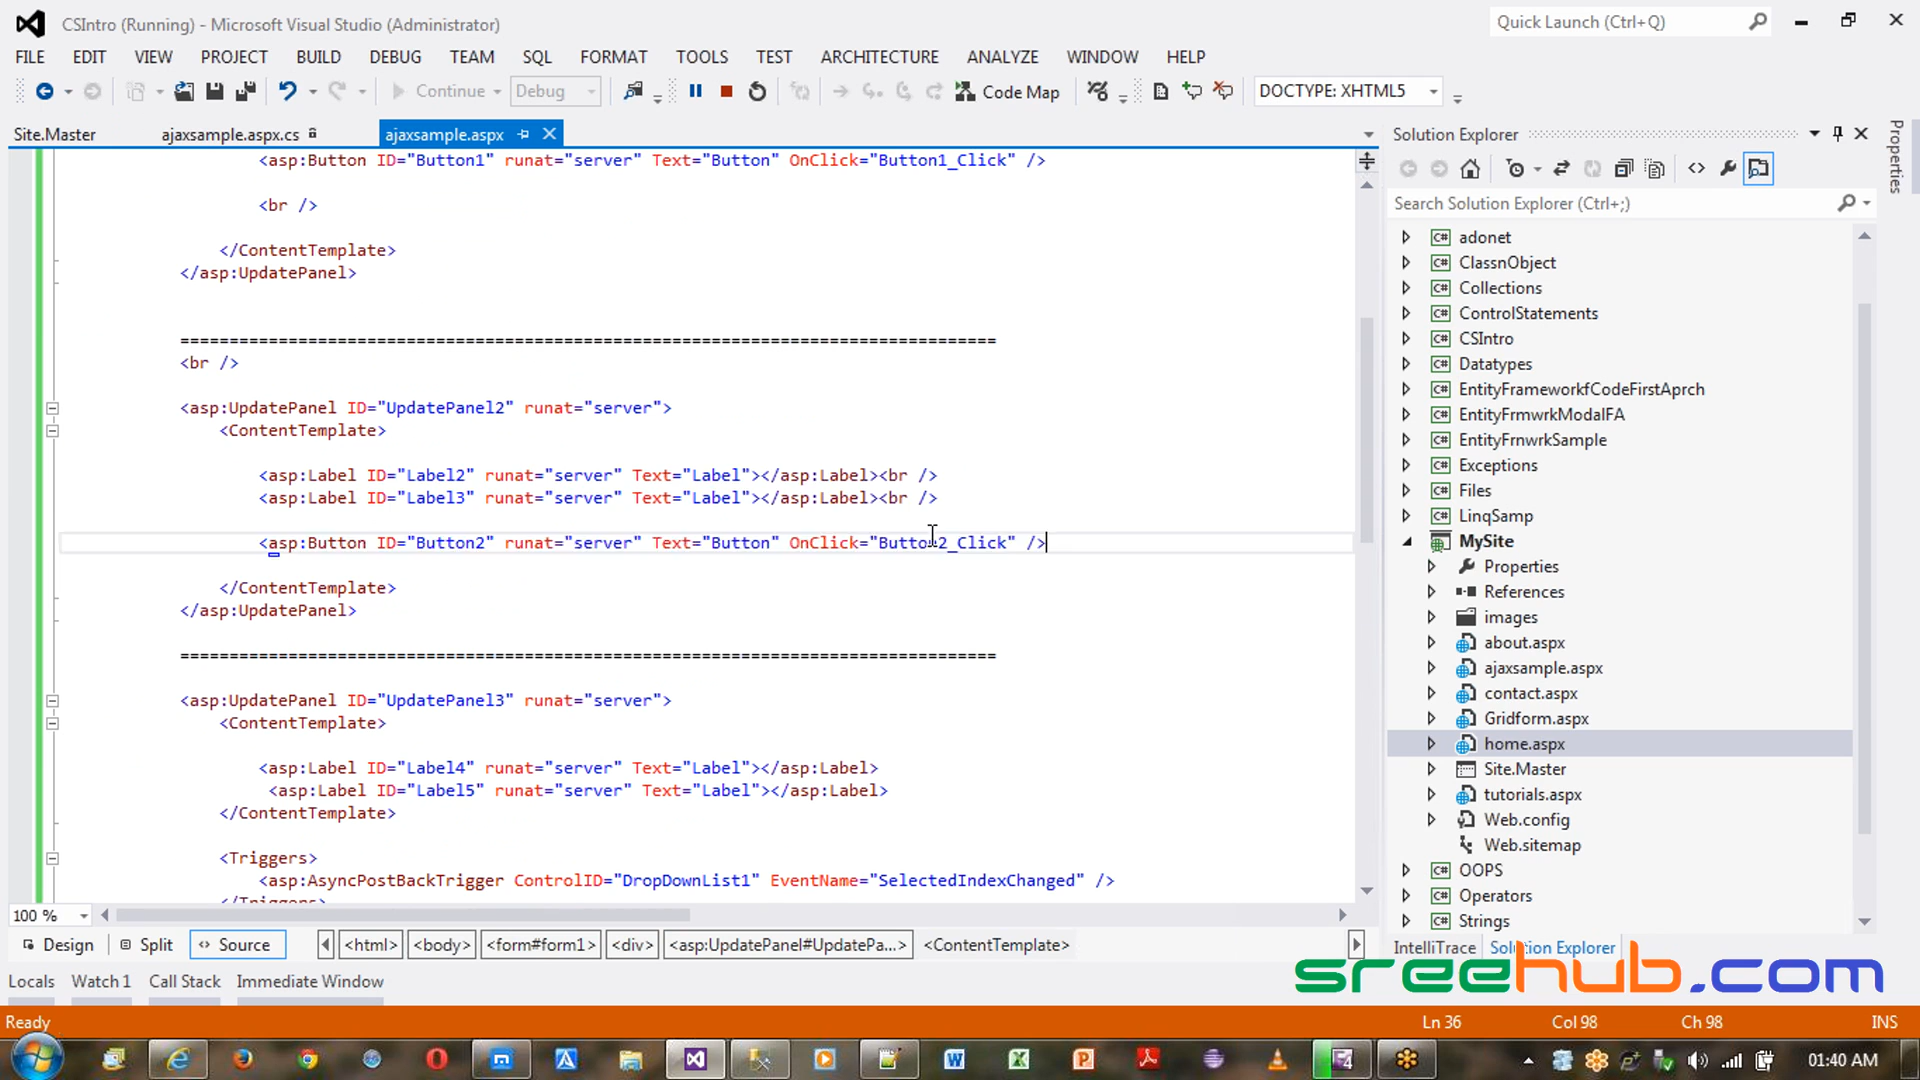 CSIntro (Running) - Microsoft Visual Studio (Administrator)
Quick Launch (Ctrl+Q)
FILE EDIT VIEW PROJECT BUILD DEBUG TEAM SQL FORMAT TOOLS TEST ARCHITECTURE ANALYZE WINDOW HELP
Continue Debug Code Map DOCTYPE: XHTML5
Site.Master ajaxsample.aspx.cs ajaxsample.aspx
<asp:Button ID="Button1" runat="server" Text="Button" OnClick="Button1_Click" />
<br />
</ContentTemplate>
</asp:UpdatePanel>
===================================================================================
<br />
<asp:UpdatePanel ID="UpdatePanel2" runat="server">
<ContentTemplate>
<asp:Label ID="Label2" runat="server" Text="Label"></asp:Label><br />
<asp:Label ID="Label3" runat="server" Text="Label"></asp:Label><br />
<asp:Button ID="Button2" runat="server" Text="Button" OnClick="Button2_Click" />
</ContentTemplate>
</asp:UpdatePanel>
===================================================================================
<asp:UpdatePanel ID="UpdatePanel3" runat="server">
<ContentTemplate>
<asp:Label ID="Label4" runat="server" Text="Label"></asp:Label>
<asp:Label ID="Label5" runat="server" Text="Label"></asp:Label>
</ContentTemplate>
<Triggers>
<asp:AsyncPostBackTrigger ControlID="DropDownList1" EventName="SelectedIndexChanged" />
</Triggers>
100 %
Design Split Source <html> <body> <form#form1> <div> <asp:UpdatePanel#UpdatePa...> <ContentTemplate>
Locals Watch 1 Call Stack Immediate Window
Solution Explorer
Search Solution Explorer (Ctrl+;)
adonet
ClassnObject
Collections
ControlStatements
CSIntro
Datatypes
EntityFrameworkfCodeFirstAprch
EntityFrmwrkModalFA
EntityFrnwrkSample
Exceptions
Files
LinqSamp
MySite
Properties
References
images
about.aspx
ajaxsample.aspx
contact.aspx
Gridform.aspx
home.aspx
Site.Master
tutorials.aspx
Web.config
Web.sitemap
OOPS
Operators
Strings
IntelliTrace Solution Explorer
Properties
sreehub.com
Ready Ln 36 Col 98 Ch 98 INS
01:40 AM